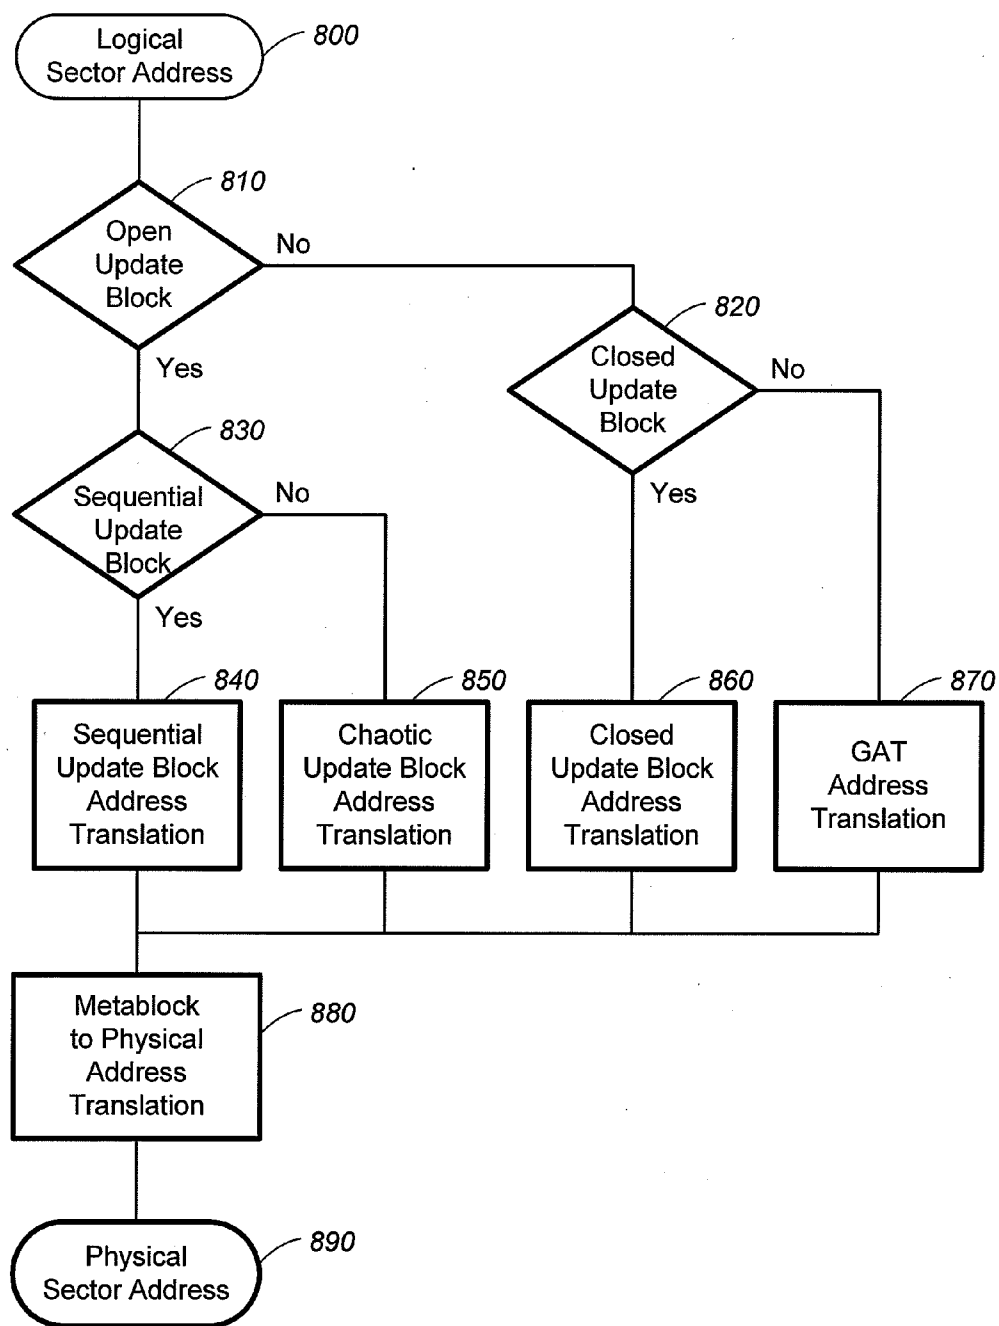 Logical
Sector Address
800
810
Open
Update
Block
No
820
Closed
Update
Block
No
Yes
830
Sequential
Update
Block
No
Yes
Yes
840
Sequential
Update Block
Address
Translation
850
Chaotic
Update Block
Address
Translation
860
Closed
Update Block
Address
Translation
870
GAT
Address
Translation
Metablock
to Physical
Address
Translation
880
Physical
Sector Address
890